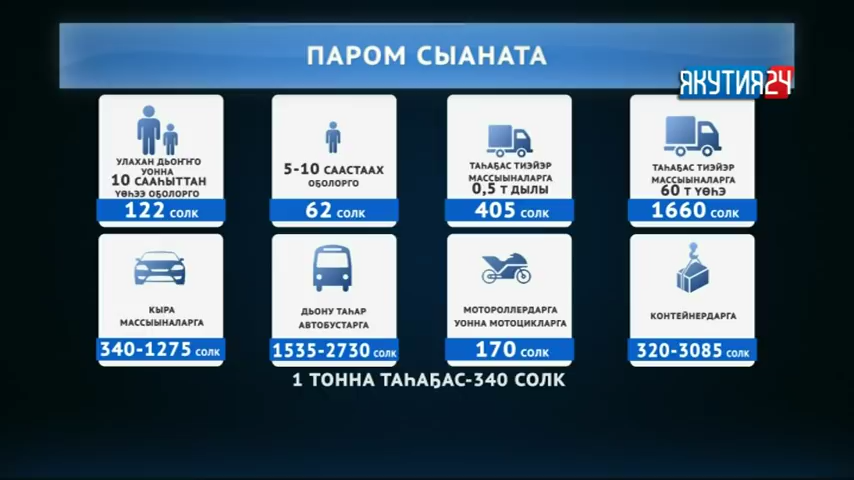 ПАРОМ СЫАНАТА
ЯКУТИЯ24
УЛАХАН ДЬОҤҤО
УОННА
10 СААҺЫТТАН
ҮӨҺЭЭ ОҔОЛОРГО
122 СОЛК
5-10 СААСТААХ
ОҔОЛОРГО
62 СОЛК
ТАҺАҔАС ТИЭЙЭР
МАССЫЫНАЛАРГА
0,5 Т ДЫЛЫ
405 СОЛК
ТАҺАҔАС ТИЭЙЭР
МАССЫЫНАЛАРГА
60 Т ҮӨҺЭ
1660 СОЛК
КЫРА
МАССЫЫНАЛАРГА
340-1275 СОЛК
ДЬОНУ ТАҺАР
АВТОБУСТАРГА
1535-2730 СОЛК
МОТОРОЛЛЕРДАРГА
УОННА МОТОЦИКЛАРГА
170 СОЛК
КОНТЕЙНЕРДАРГА
320-3085 СОЛК
1 ТОННА ТАҺАҔАС-340 СОЛК